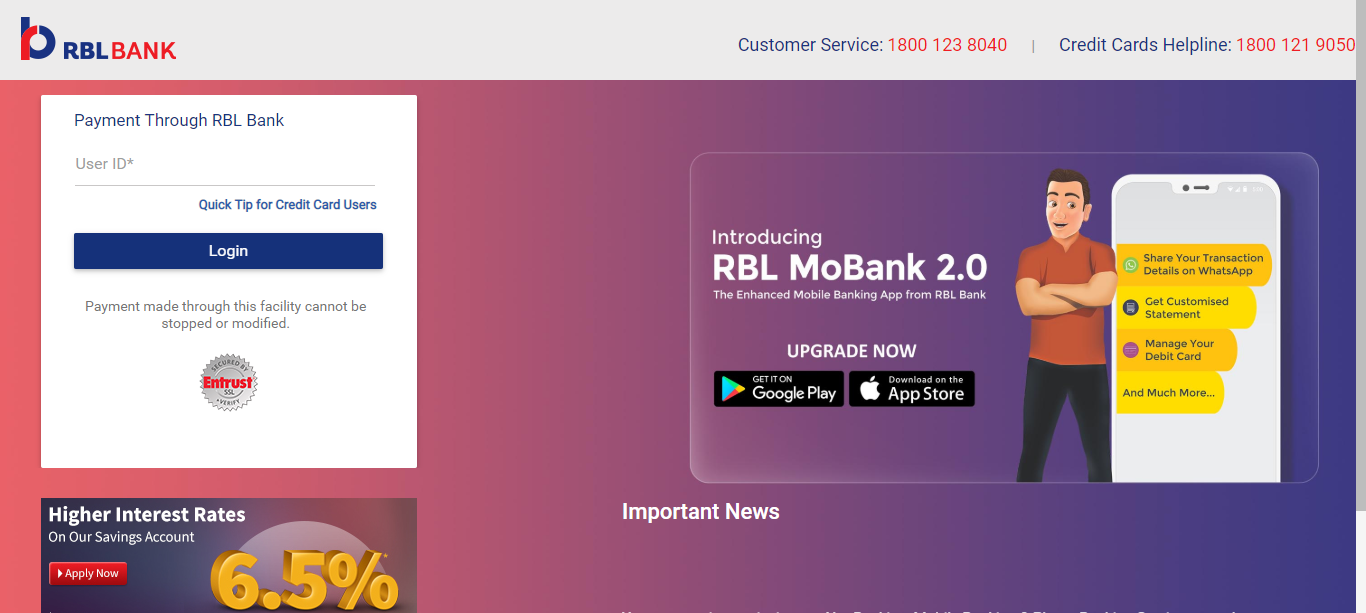 RBL BANK
Customer Service: 1800 123 8040 | Credit Cards Helpline: 1800 121 9050
Payment Through RBL Bank
User ID*
Quick Tip for Credit Card Users
Login
Payment made through this facility cannot be
stopped or modified.
SECURED BY
Entrust
SSL
VERIFY
Introducing
RBL MoBank 2.0
The Enhanced Mobile Banking App from RBL Bank
UPGRADE NOW
GET IT ON
Google Play
Download on the
App Store
Share Your Transaction
Details on WhatsApp
Get Customised
Statement
Manage Your
Debit Card
And Much More...
Higher Interest Rates
On Our Savings Account
6.5%*
Apply Now
Important News